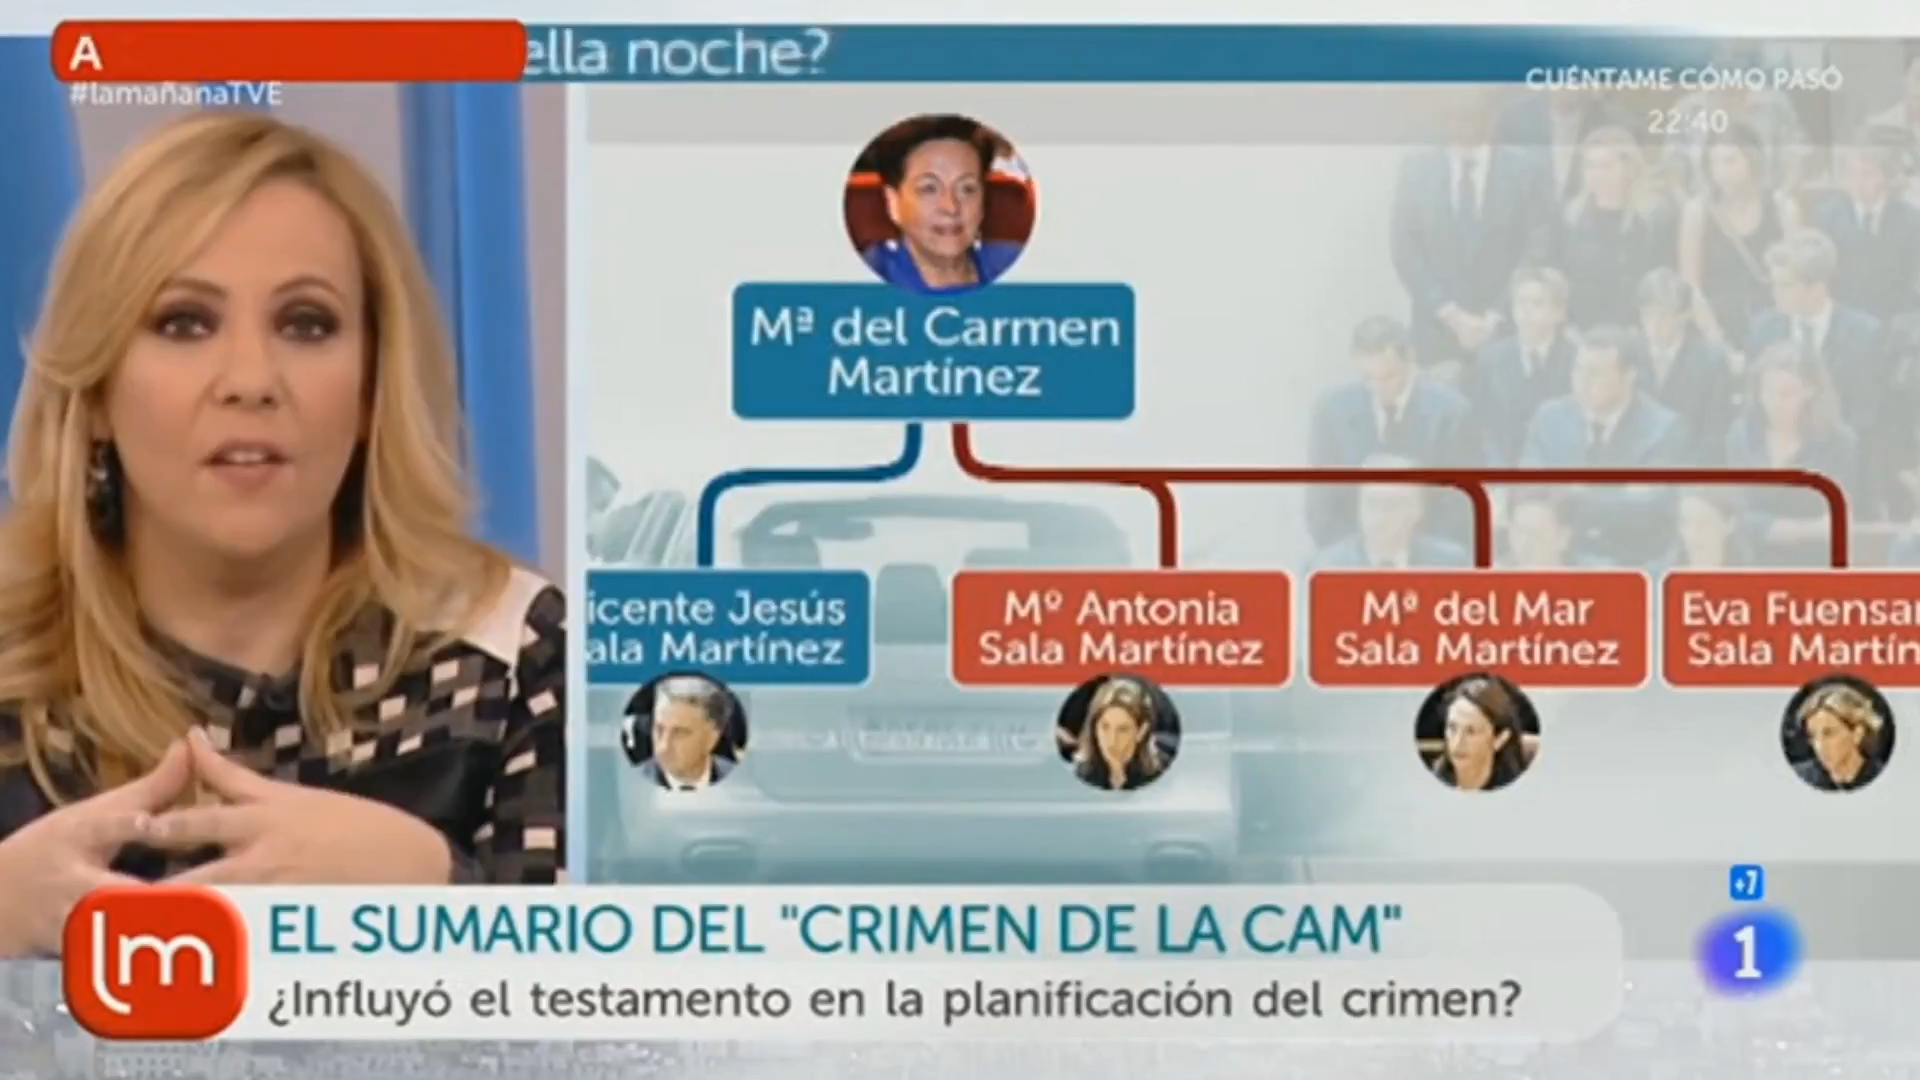 A
ella noche?
#lamañanaTVE
CUÉNTAME CÓMO PASÓ
22:40
Mª del Carmen
Martínez
icente Jesús
ala Martínez
Mº Antonia
Sala Martínez
Mª del Mar
Sala Martínez
Eva Fuensan
Sala Martín
+7
1
lm
EL SUMARIO DEL "CRIMEN DE LA CAM"
¿Influyó el testamento en la planificación del crimen?